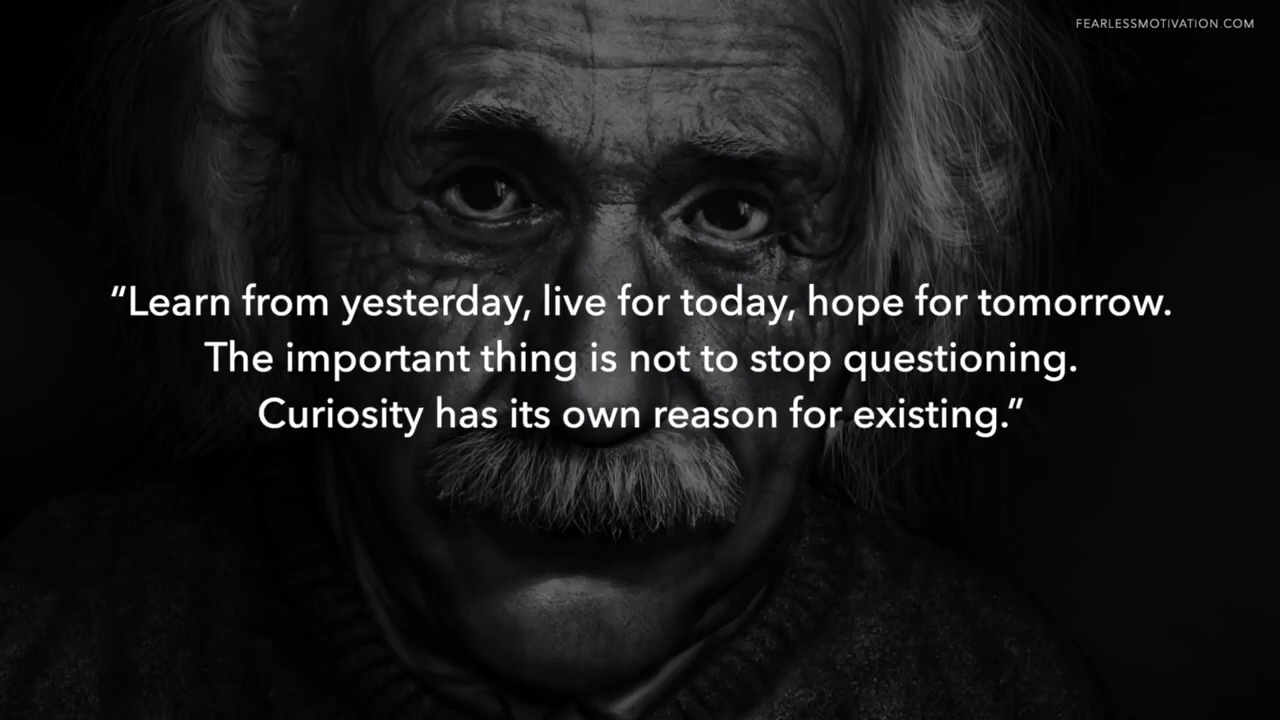 FEARLESSMOTIVATION.COM
“Learn from yesterday, live for today, hope for tomorrow.
The important thing is not to stop questioning.
Curiosity has its own reason for existing.”